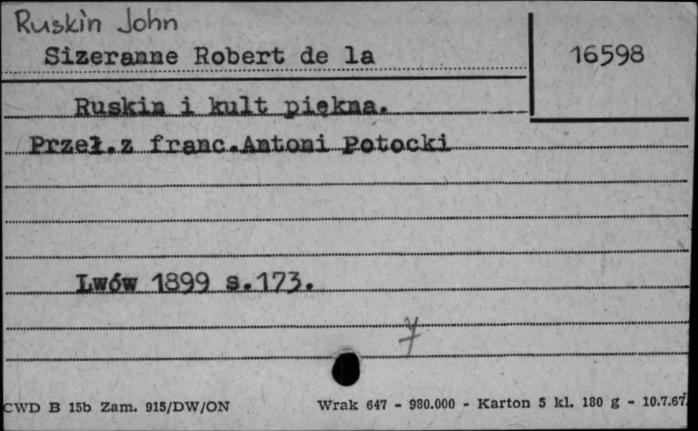 Ruskin John
Sizeranne Robert de la
16598
Ruskin i kult piękna.
Przeł.z franc.Antoni Potocki
Lwów 1899 s.173.
y
CWD B 15b Zam. 915/DW/ON
Wrak 647 - 980.000 - Karton 5 kl. 180 g - 10.7.67.